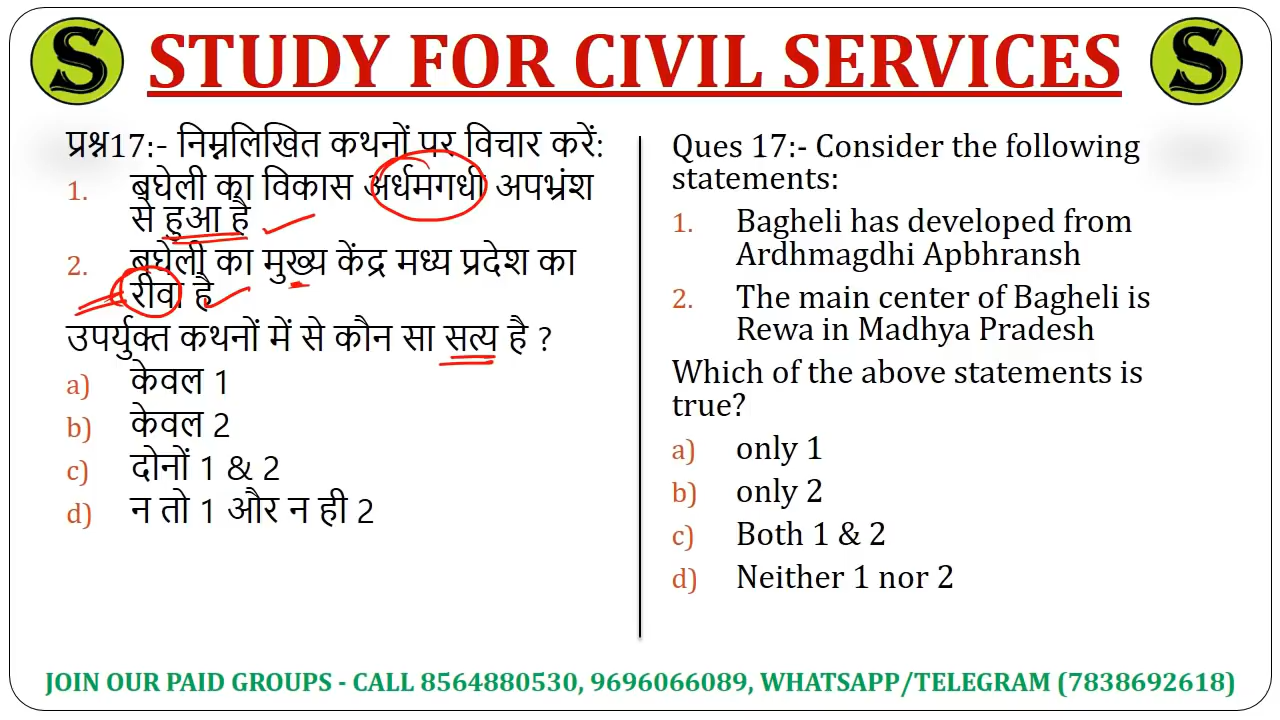 S
STUDY FOR CIVIL SERVICES
S
प्रश्न17:- निम्नलिखित कथनों पर विचार करें:
1. बघेली का विकास अर्धमगधी अपभ्रंश
से हुआ है
2. बघेली का मुख्य केंद्र मध्य प्रदेश का
रीवा है
उपर्युक्त कथनों में से कौन सा सत्य है ?
a) केवल 1
b) केवल 2
c) दोनों 1 & 2
d) न तो 1 और न ही 2
Ques 17:- Consider the following
statements:
1. Bagheli has developed from
Ardhmagdhi Apbhransh
2. The main center of Bagheli is
Rewa in Madhya Pradesh
Which of the above statements is
true?
a) only 1
b) only 2
c) Both 1 & 2
d) Neither 1 nor 2
JOIN OUR PAID GROUPS - CALL 8564880530, 9696066089, WHATSAPP/TELEGRAM (7838692618)